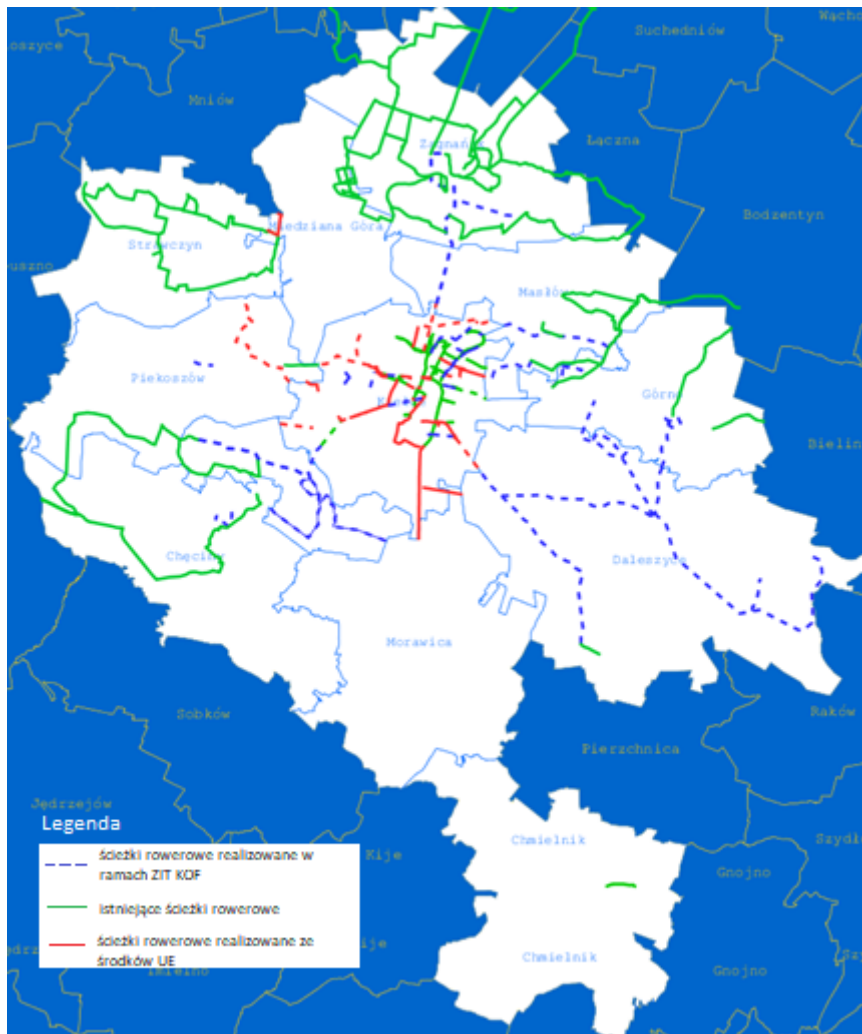 Suchedniów
Mniów
Zagnańsk
Łączna
Bodzentyn
Miedziana Góra
Strawczyn
Masłów
Piekoszów
Górno
Chęciny
Daleszyce
Morawica
Sobków
Raków
Pierzchnica
Jędrzejów
Legenda
Chmielnik
ścieżki rowerowe realizowane w
ramach ZIT KOF
Kije
Gnojno
istniejące ścieżki rowerowe
ścieżki rowerowe realizowane ze
środków UE
Chmielnik
Gnojno